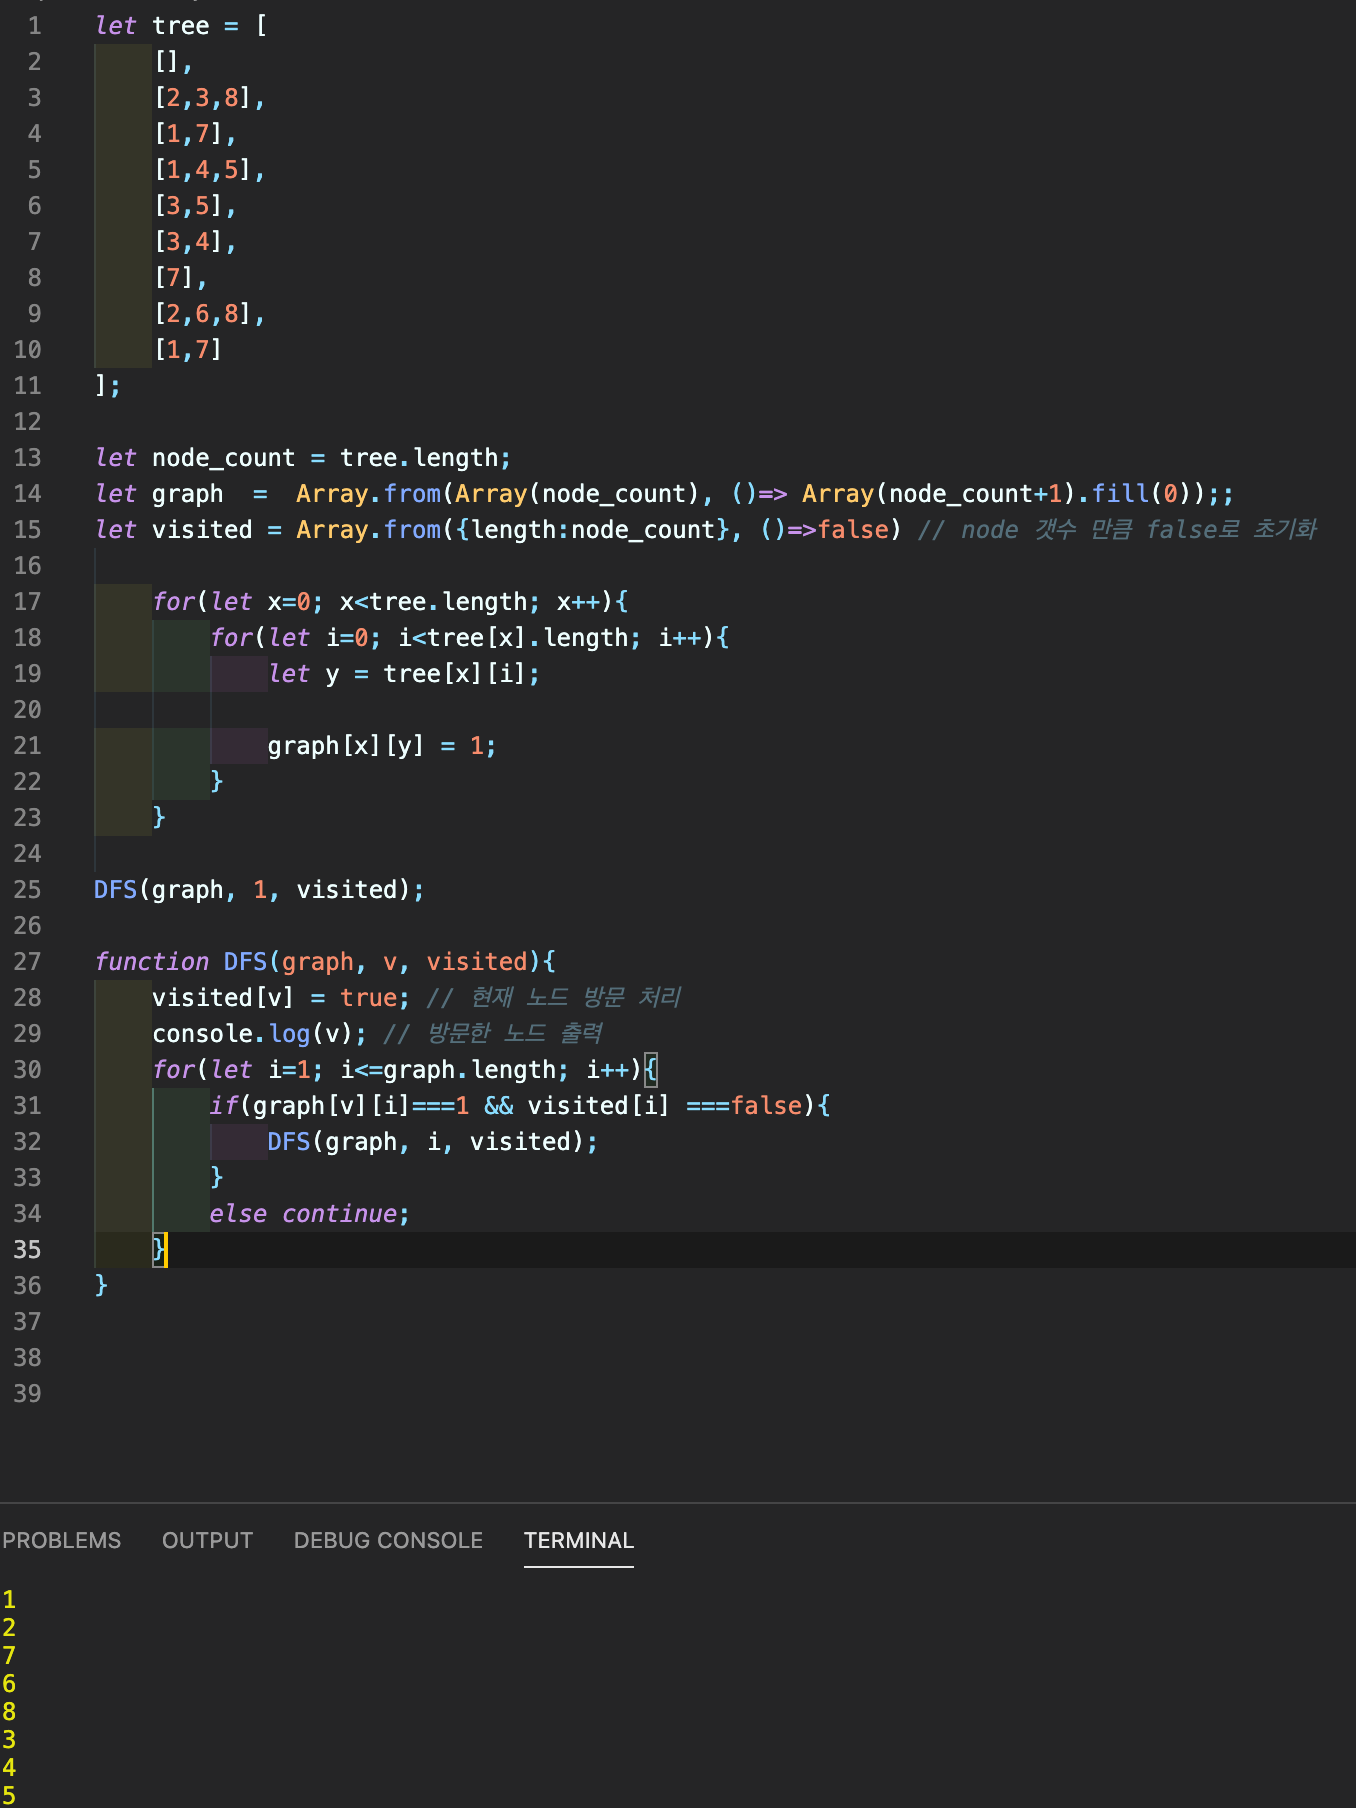 1 let tree = [
2 [],
3 [2,3,8],
4 [1,7],
5 [1,4,5],
6 [3,5],
7 [3,4],
8 [7],
9 [2,6,8],
10 [1,7]
11 ];
12
13 let node_count = tree.length;
14 let graph  =  Array.from(Array(node_count), ()=> Array(node_count+1).fill(0));;
15 let visited = Array.from({length:node_count}, ()=>false) // node 갯수 만큼 false로 초기화
16
17 for(let x=0; x<tree.length; x++){
18 for(let i=0; i<tree[x].length; i++){
19 let y = tree[x][i];
20
21 graph[x][y] = 1;
22 }
23 }
24
25 DFS(graph, 1, visited);
26
27 function DFS(graph, v, visited){
28 visited[v] = true; // 현재 노드 방문 처리
29 console.log(v); // 방문한 노드 출력
30 for(let i=1; i<=graph.length; i++){
31 if(graph[v][i]===1 && visited[i] ===false){
32 DFS(graph, i, visited);
33 }
34 else continue;
35 }
36 }
37
38
39
PROBLEMS OUTPUT DEBUG CONSOLE TERMINAL
1
2
7
6
8
3
4
5